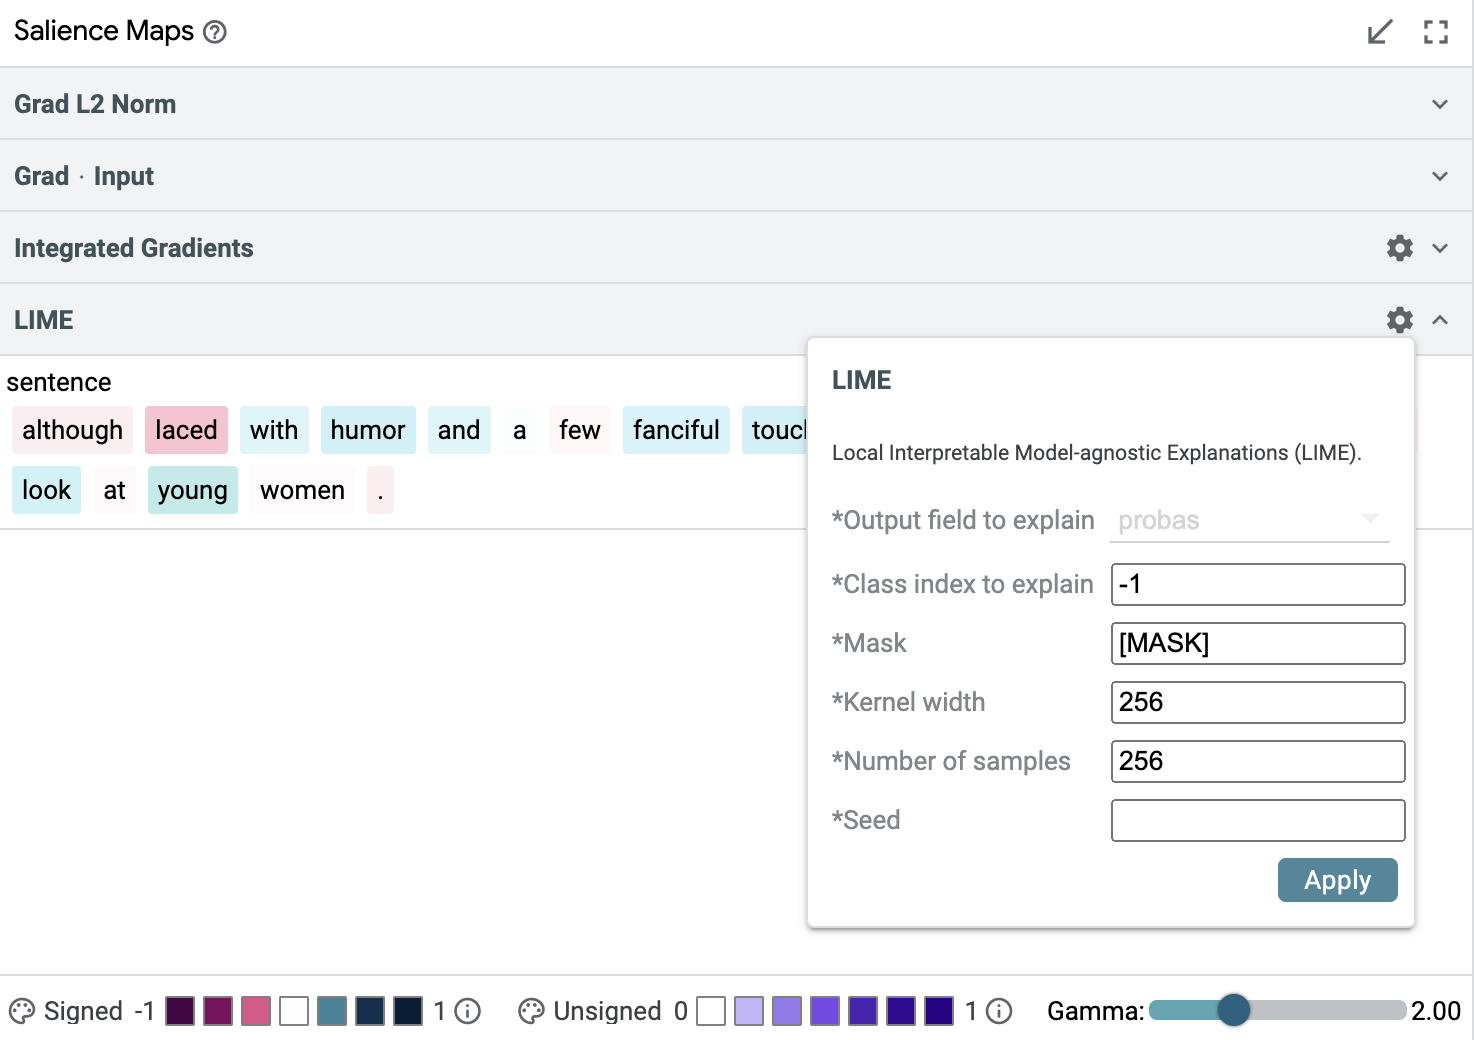 Salience Maps
Grad L2 Norm
Grad · Input
Integrated Gradients
LIME
sentence
although laced with humor and a few fanciful
look at young women .
LIME
Local Interpretable Model-agnostic Explanations (LIME).
*Output field to explain probas
*Class index to explain -1
*Mask [MASK]
*Kernel width 256
*Number of samples 256
*Seed
Apply
Signed -1 1 Unsigned 0 1 Gamma: 2.00